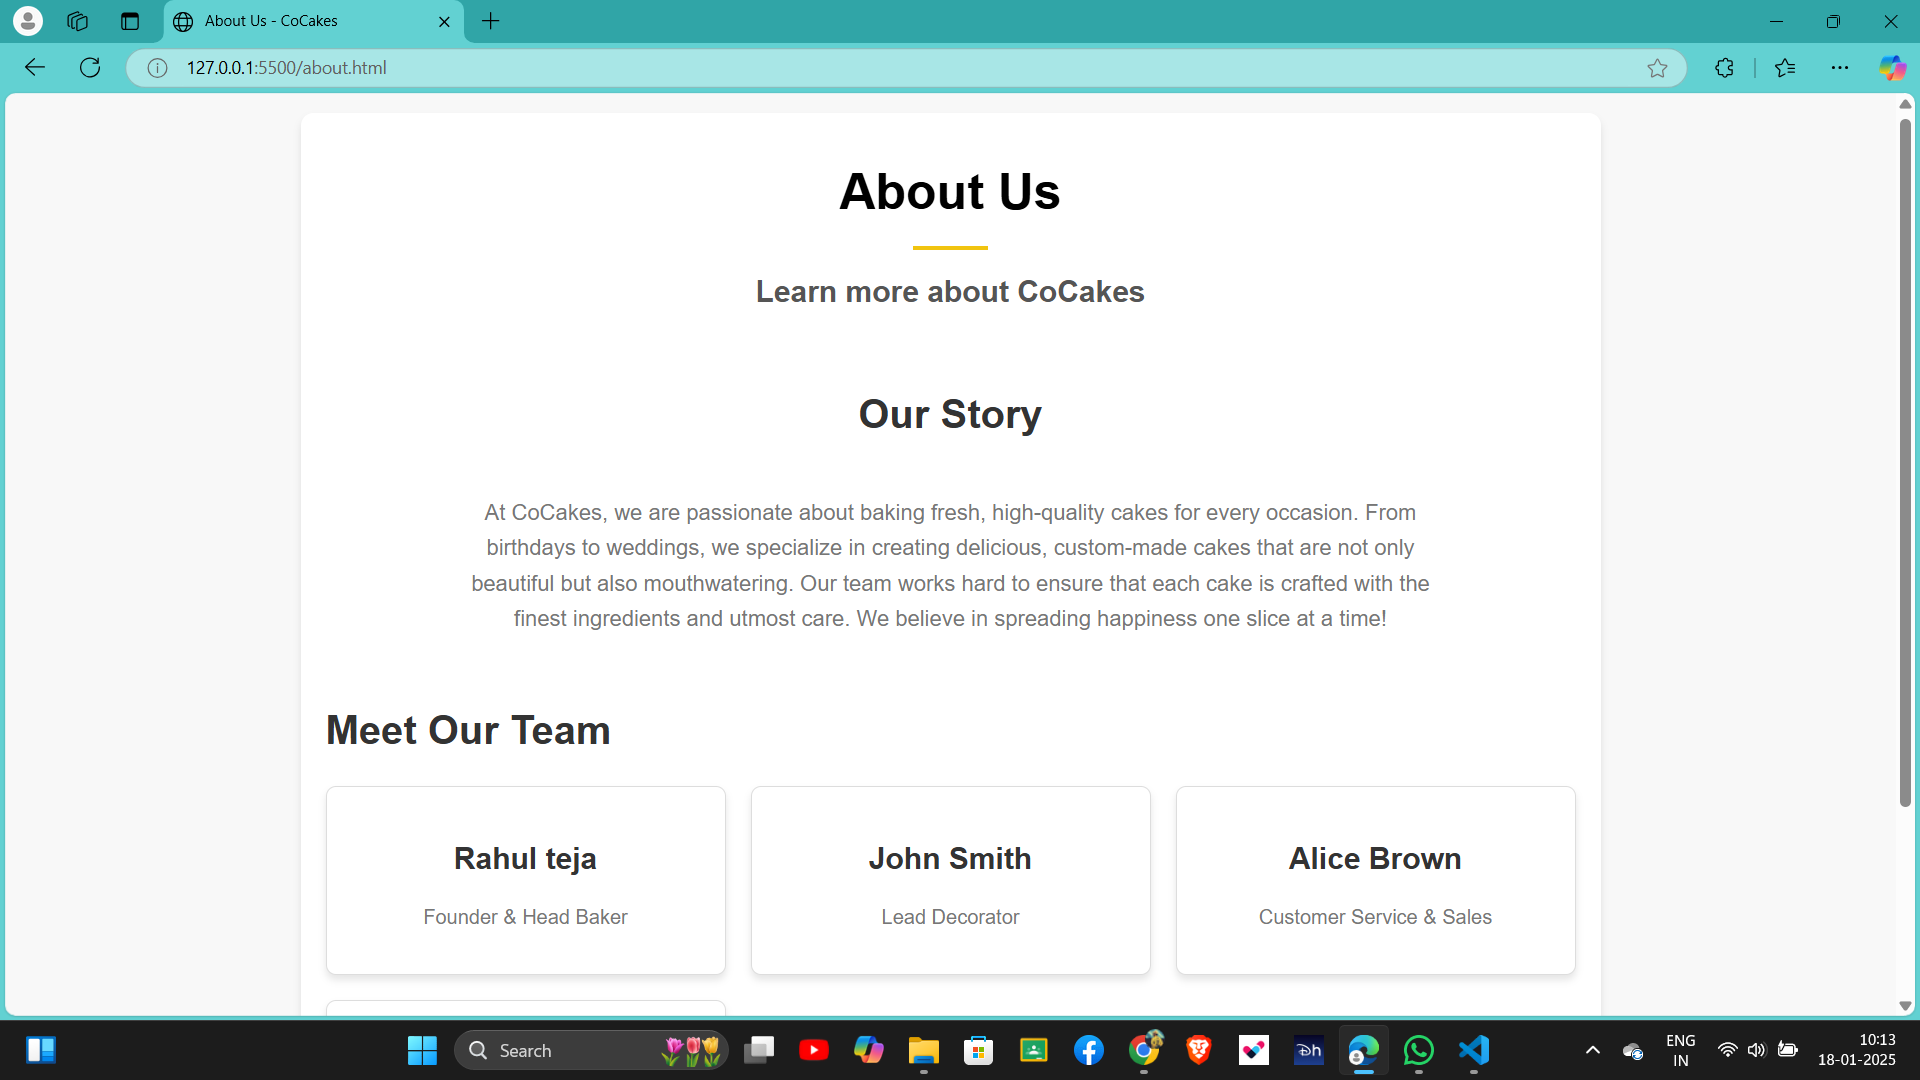 About Us - CoCakes
127.0.0.1:5500/about.html
About Us
Learn more about CoCakes
Our Story
At CoCakes, we are passionate about baking fresh, high-quality cakes for every occasion. From
birthdays to weddings, we specialize in creating delicious, custom-made cakes that are not only
beautiful but also mouthwatering. Our team works hard to ensure that each cake is crafted with the
finest ingredients and utmost care. We believe in spreading happiness one slice at a time!
Meet Our Team
Rahul teja
Founder & Head Baker
John Smith
Lead Decorator
Alice Brown
Customer Service & Sales
Search
Dh
ENG
IN
10:13
18-01-2025